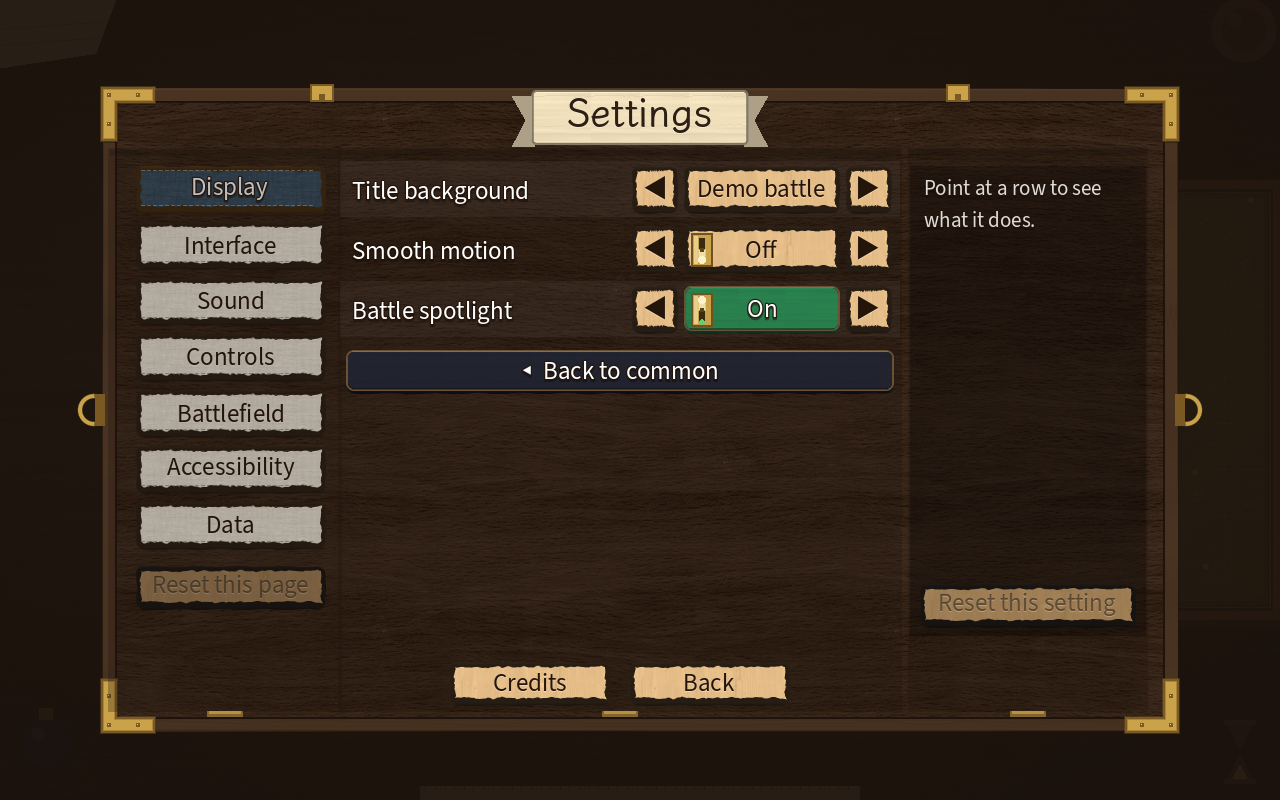 Settings
Display
Interface
Sound
Controls
Battlefield
Accessibility
Data
Reset this page
Title background
Demo battle
Smooth motion
Off
Battle spotlight
On
Back to common
Point at a row to see
what it does.
Reset this setting
Credits
Back